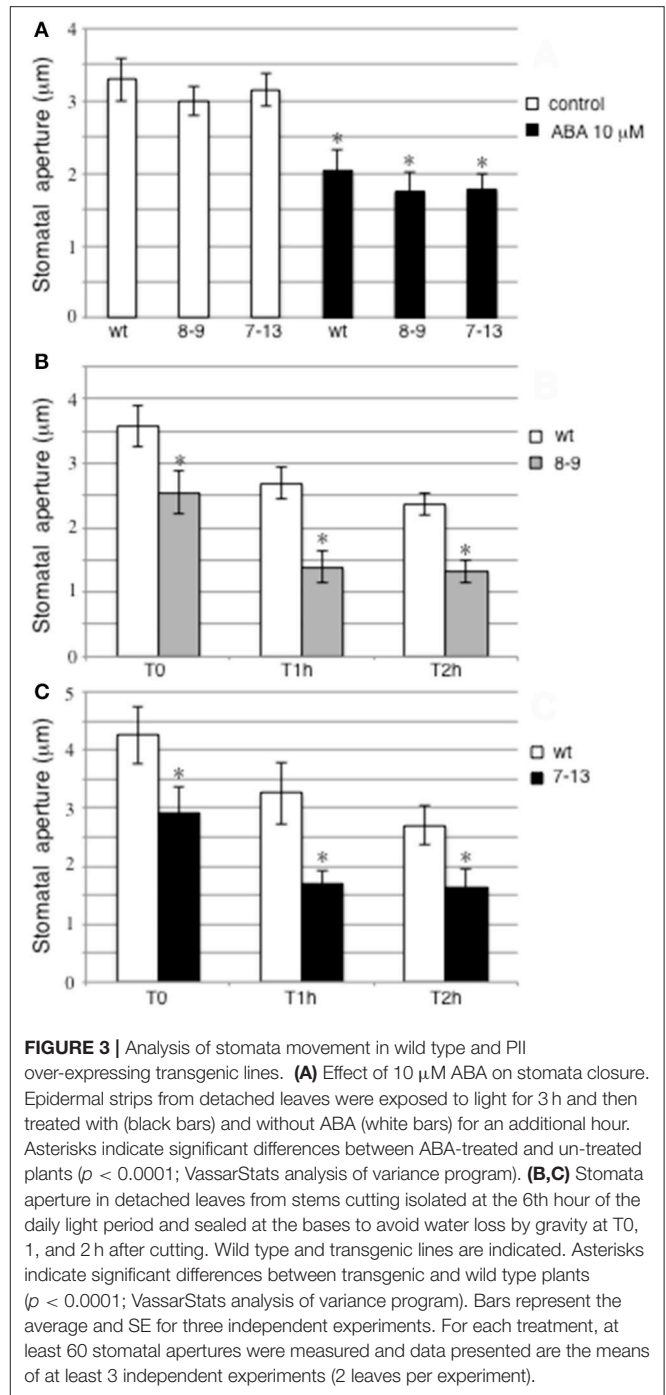 A
4
3
2
1
0
Stomatal aperture (μm)
control
ABA 10 μM
* * *
wt 8-9 7-13 wt 8-9 7-13
B
4
3
2
1
0
Stomatal aperture (μm)
wt
8-9
* * *
T0 T1h T2h
C
5
4
3
2
1
0
Stomatal aperture (μm)
wt
7-13
* * *
T0 T1h T2h
FIGURE 3 | Analysis of stomata movement in wild type and PII
over-expressing transgenic lines. (A) Effect of 10 μM ABA on stomata closure.
Epidermal strips from detached leaves were exposed to light for 3 h and then
treated with (black bars) and without ABA (white bars) for an additional hour.
Asterisks indicate significant differences between ABA-treated and un-treated
plants (p < 0.0001; VassarStats analysis of variance program). (B,C) Stomata
aperture in detached leaves from stems cutting isolated at the 6th hour of the
daily light period and sealed at the bases to avoid water loss by gravity at T0,
1, and 2 h after cutting. Wild type and transgenic lines are indicated. Asterisks
indicate significant differences between transgenic and wild type plants
(p < 0.0001; VassarStats analysis of variance program). Bars represent the
average and SE for three independent experiments. For each treatment, at
least 60 stomatal apertures were measured and data presented are the
means of at least 3 independent experiments (2 leaves per experiment).